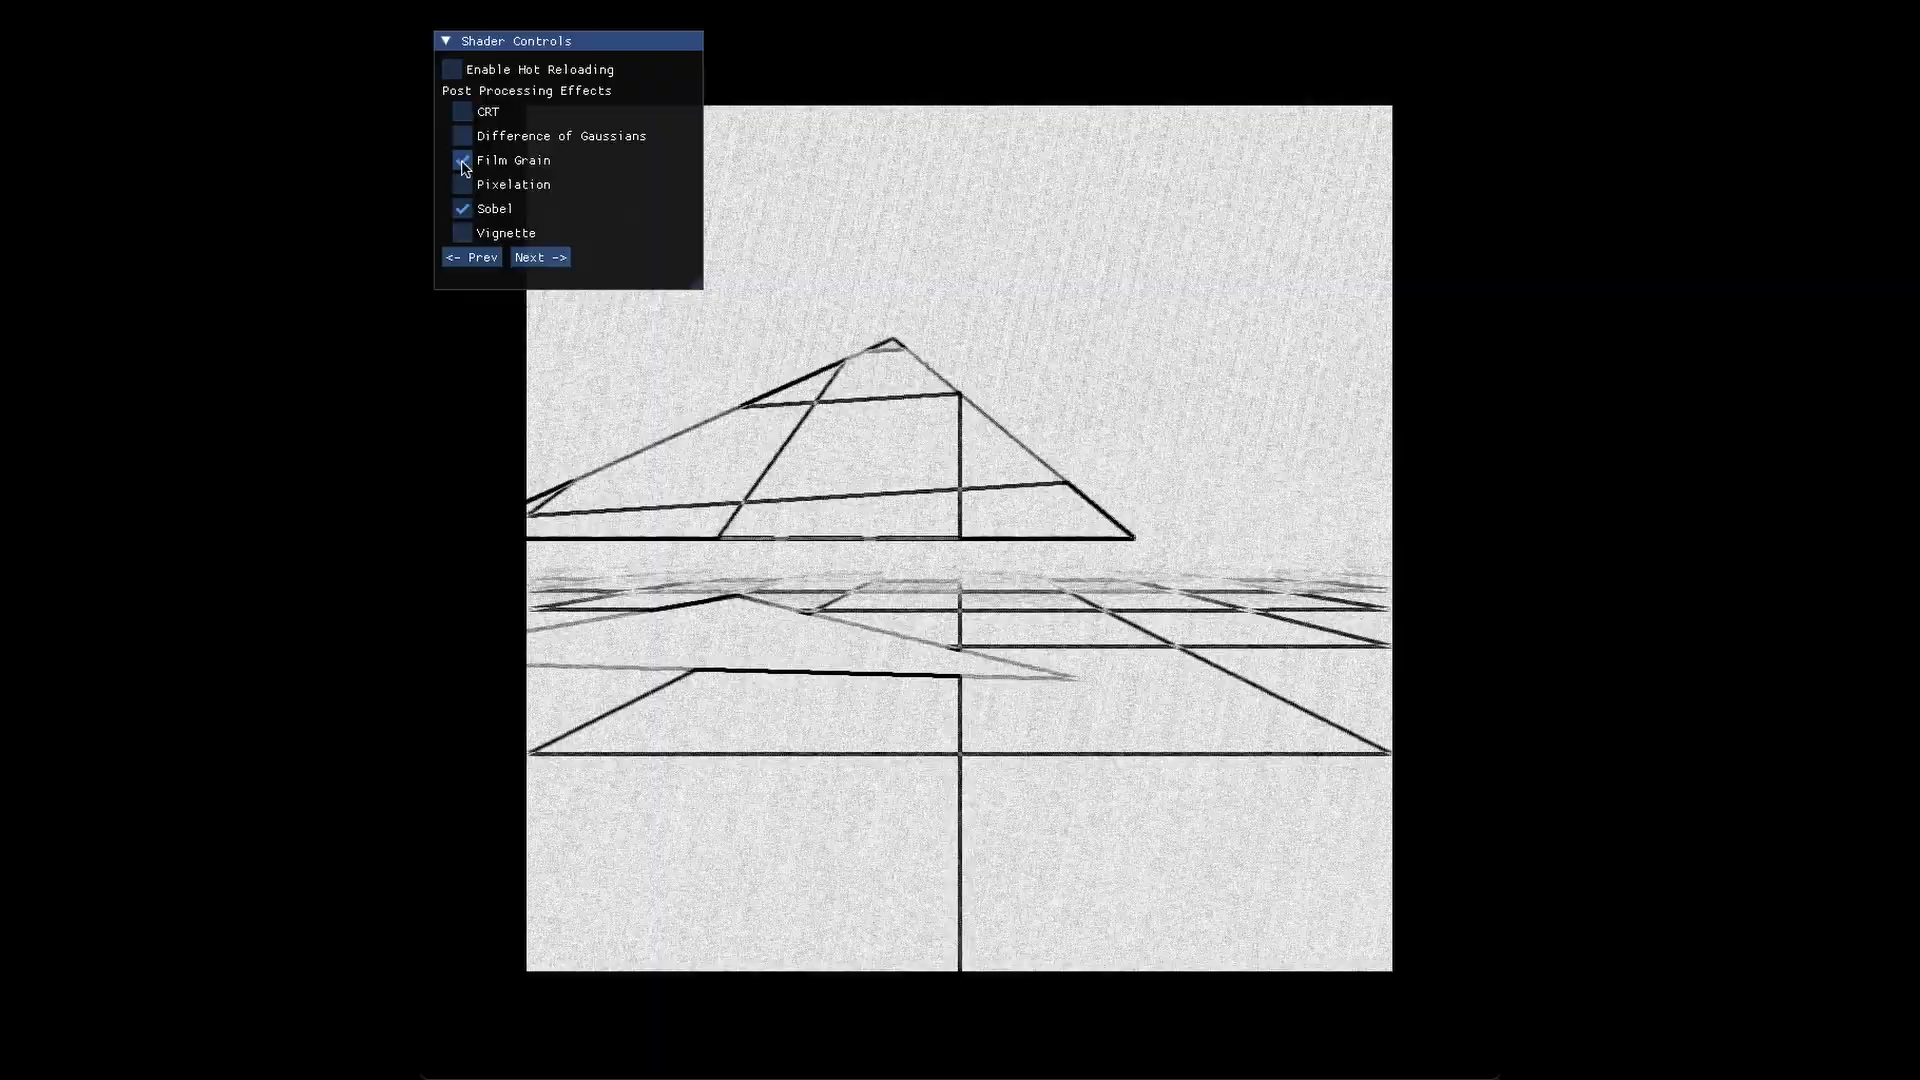 Shader Controls
Enable Hot Reloading
Post Processing Effects
CRT
Difference of Gaussians
Film Grain
Pixelation
Sobel
Vignette
<- Prev Next ->